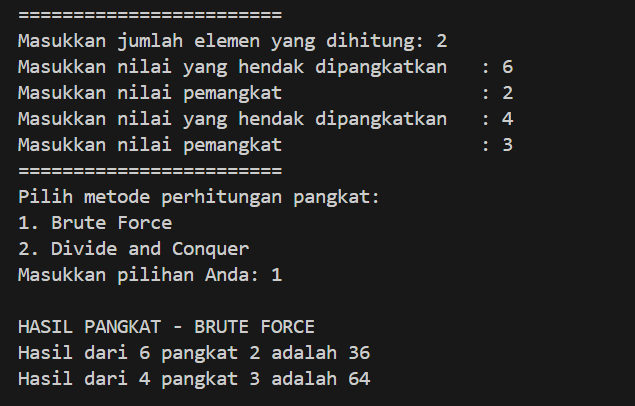 ========================
Masukkan jumlah elemen yang dihitung: 2
Masukkan nilai yang hendak dipangkatkan   : 6
Masukkan nilai pemangkat                  : 2
Masukkan nilai yang hendak dipangkatkan   : 4
Masukkan nilai pemangkat                  : 3
========================
Pilih metode perhitungan pangkat:
1. Brute Force
2. Divide and Conquer
Masukkan pilihan Anda: 1

HASIL PANGKAT - BRUTE FORCE
Hasil dari 6 pangkat 2 adalah 36
Hasil dari 4 pangkat 3 adalah 64